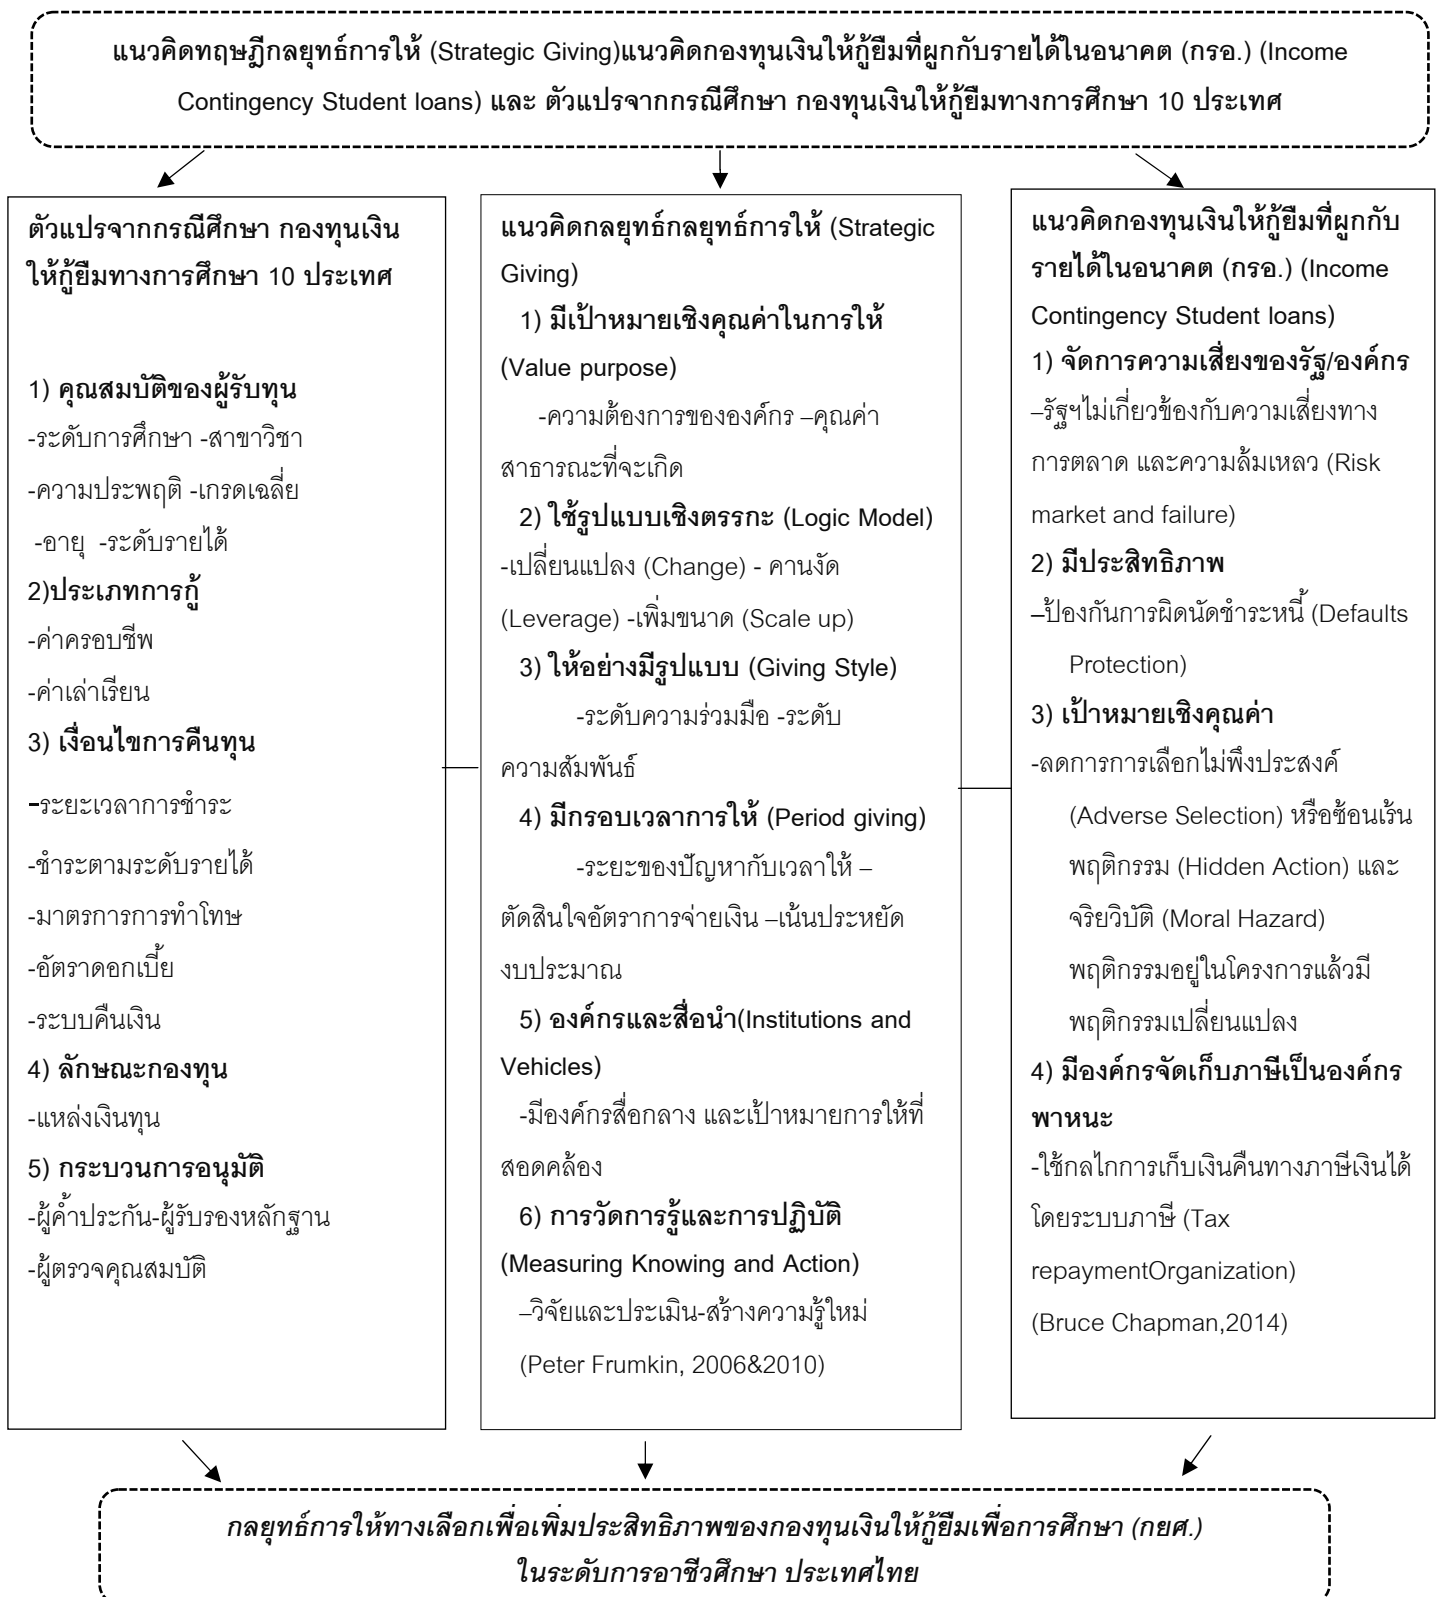 แนวคิดทฤษฎีกลยุทธ์การให้ (Strategic Giving)แนวคิดกองทุนเงินให้กู้ยืมที่ผูกกับรายได้ในอนาคต (กรอ.) (Income
Contingency Student loans) และ ตัวแปรจากกรณีศึกษา กองทุนเงินให้กู้ยืมทางการศึกษา 10 ประเทศ
ตัวแปรจากกรณีศึกษา กองทุนเงิน
ให้กู้ยืมทางการศึกษา 10 ประเทศ
1) คุณสมบัติของผู้รับทุน
-ระดับการศึกษา -สาขาวิชา
-ความประพฤติ -เกรดเฉลี่ย
-อายุ -ระดับรายได้
2)ประเภทการกู้
-ค่าครอบชีพ
-ค่าเล่าเรียน
3) เงื่อนไขการคืนทุน
-ระยะเวลาการชำระ
-ชำระตามระดับรายได้
-มาตรการการทำโทษ
-อัตราดอกเบี้ย
-ระบบคืนเงิน
4) ลักษณะกองทุน
-แหล่งเงินทุน
5) กระบวนการอนุมัติ
-ผู้ค้ำประกัน-ผู้รับรองหลักฐาน
-ผู้ตรวจคุณสมบัติ
แนวคิดกลยุทธ์กลยุทธ์การให้ (Strategic
Giving)
1) มีเป้าหมายเชิงคุณค่าในการให้
(Value purpose)
-ความต้องการขององค์กร –คุณค่า
สาธารณะที่จะเกิด
2) ใช้รูปแบบเชิงตรรกะ (Logic Model)
-เปลี่ยนแปลง (Change) - คานงัด
(Leverage) -เพิ่มขนาด (Scale up)
3) ให้อย่างมีรูปแบบ (Giving Style)
-ระดับความร่วมมือ -ระดับ
ความสัมพันธ์
4) มีกรอบเวลาการให้ (Period giving)
-ระยะของปัญหากับเวลาให้ –
ตัดสินใจอัตราการจ่ายเงิน –เน้นประหยัด
งบประมาณ
5) องค์กรและสื่อนำ(Institutions and
Vehicles)
-มีองค์กรสื่อกลาง และเป้าหมายการให้ที่
สอดคล้อง
6) การวัดการรู้และการปฏิบัติ
(Measuring Knowing and Action)
–วิจัยและประเมิน-สร้างความรู้ใหม่
(Peter Frumkin, 2006&2010)
แนวคิดกองทุนเงินให้กู้ยืมที่ผูกกับ
รายได้ในอนาคต (กรอ.) (Income
Contingency Student loans)
1) จัดการความเสี่ยงของรัฐ/องค์กร
–รัฐฯไม่เกี่ยวข้องกับความเสี่ยงทาง
การตลาด และความล้มเหลว (Risk
market and failure)
2) มีประสิทธิภาพ
–ป้องกันการผิดนัดชำระหนี้ (Defaults
Protection)
3) เป้าหมายเชิงคุณค่า
-ลดการการเลือกไม่พึงประสงค์
(Adverse Selection) หรือซ้อนเร้น
พฤติกรรม (Hidden Action) และ
จริยวิบัติ (Moral Hazard)
พฤติกรรมอยู่ในโครงการแล้วมี
พฤติกรรมเปลี่ยนแปลง
4) มีองค์กรจัดเก็บภาษีเป็นองค์กร
พาหนะ
-ใช้กลไกการเก็บเงินคืนทางภาษีเงินได้
โดยระบบภาษี (Tax
repaymentOrganization)
(Bruce Chapman,2014)
กลยุทธ์การให้ทางเลือกเพื่อเพิ่มประสิทธิภาพของกองทุนเงินให้กู้ยืมเพื่อการศึกษา (กยศ.)
ในระดับการอาชีวศึกษา ประเทศไทย